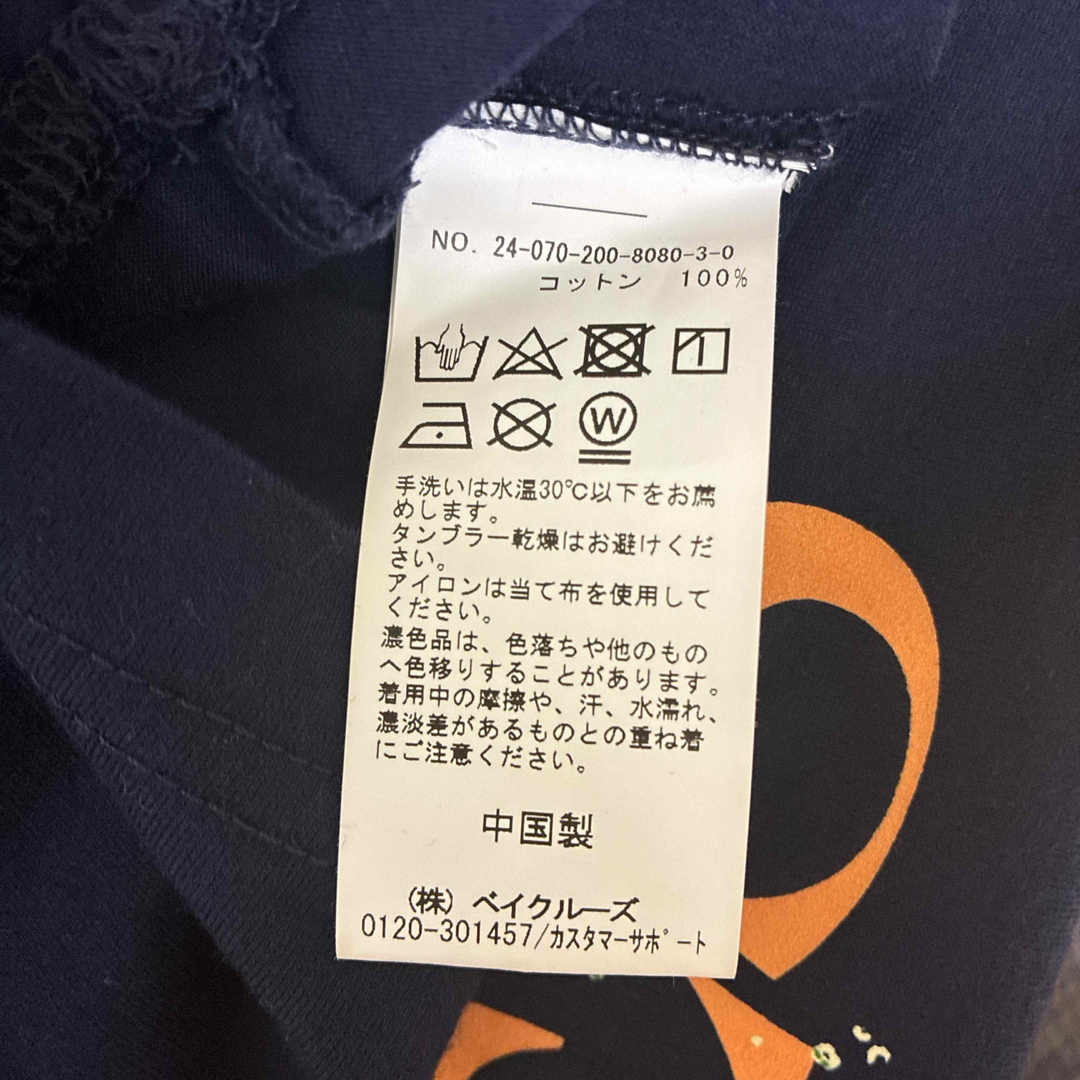 NO. 24-070-200-8080-3-0
コットン 100%
W
手洗いは水温30℃以下をお薦
めします。
タンブラー乾燥はお避けくだ
さい。
アイロンは当て布を使用して
ください。
濃色品は、色落ちや他のもの
へ色移りすることがあります。
着用中の摩擦や、汗、水濡れ、
濃淡差があるものとの重ね着
にご注意ください。
中国製
(株) ベイクルーズ
0120-301457/カスタマーサポート